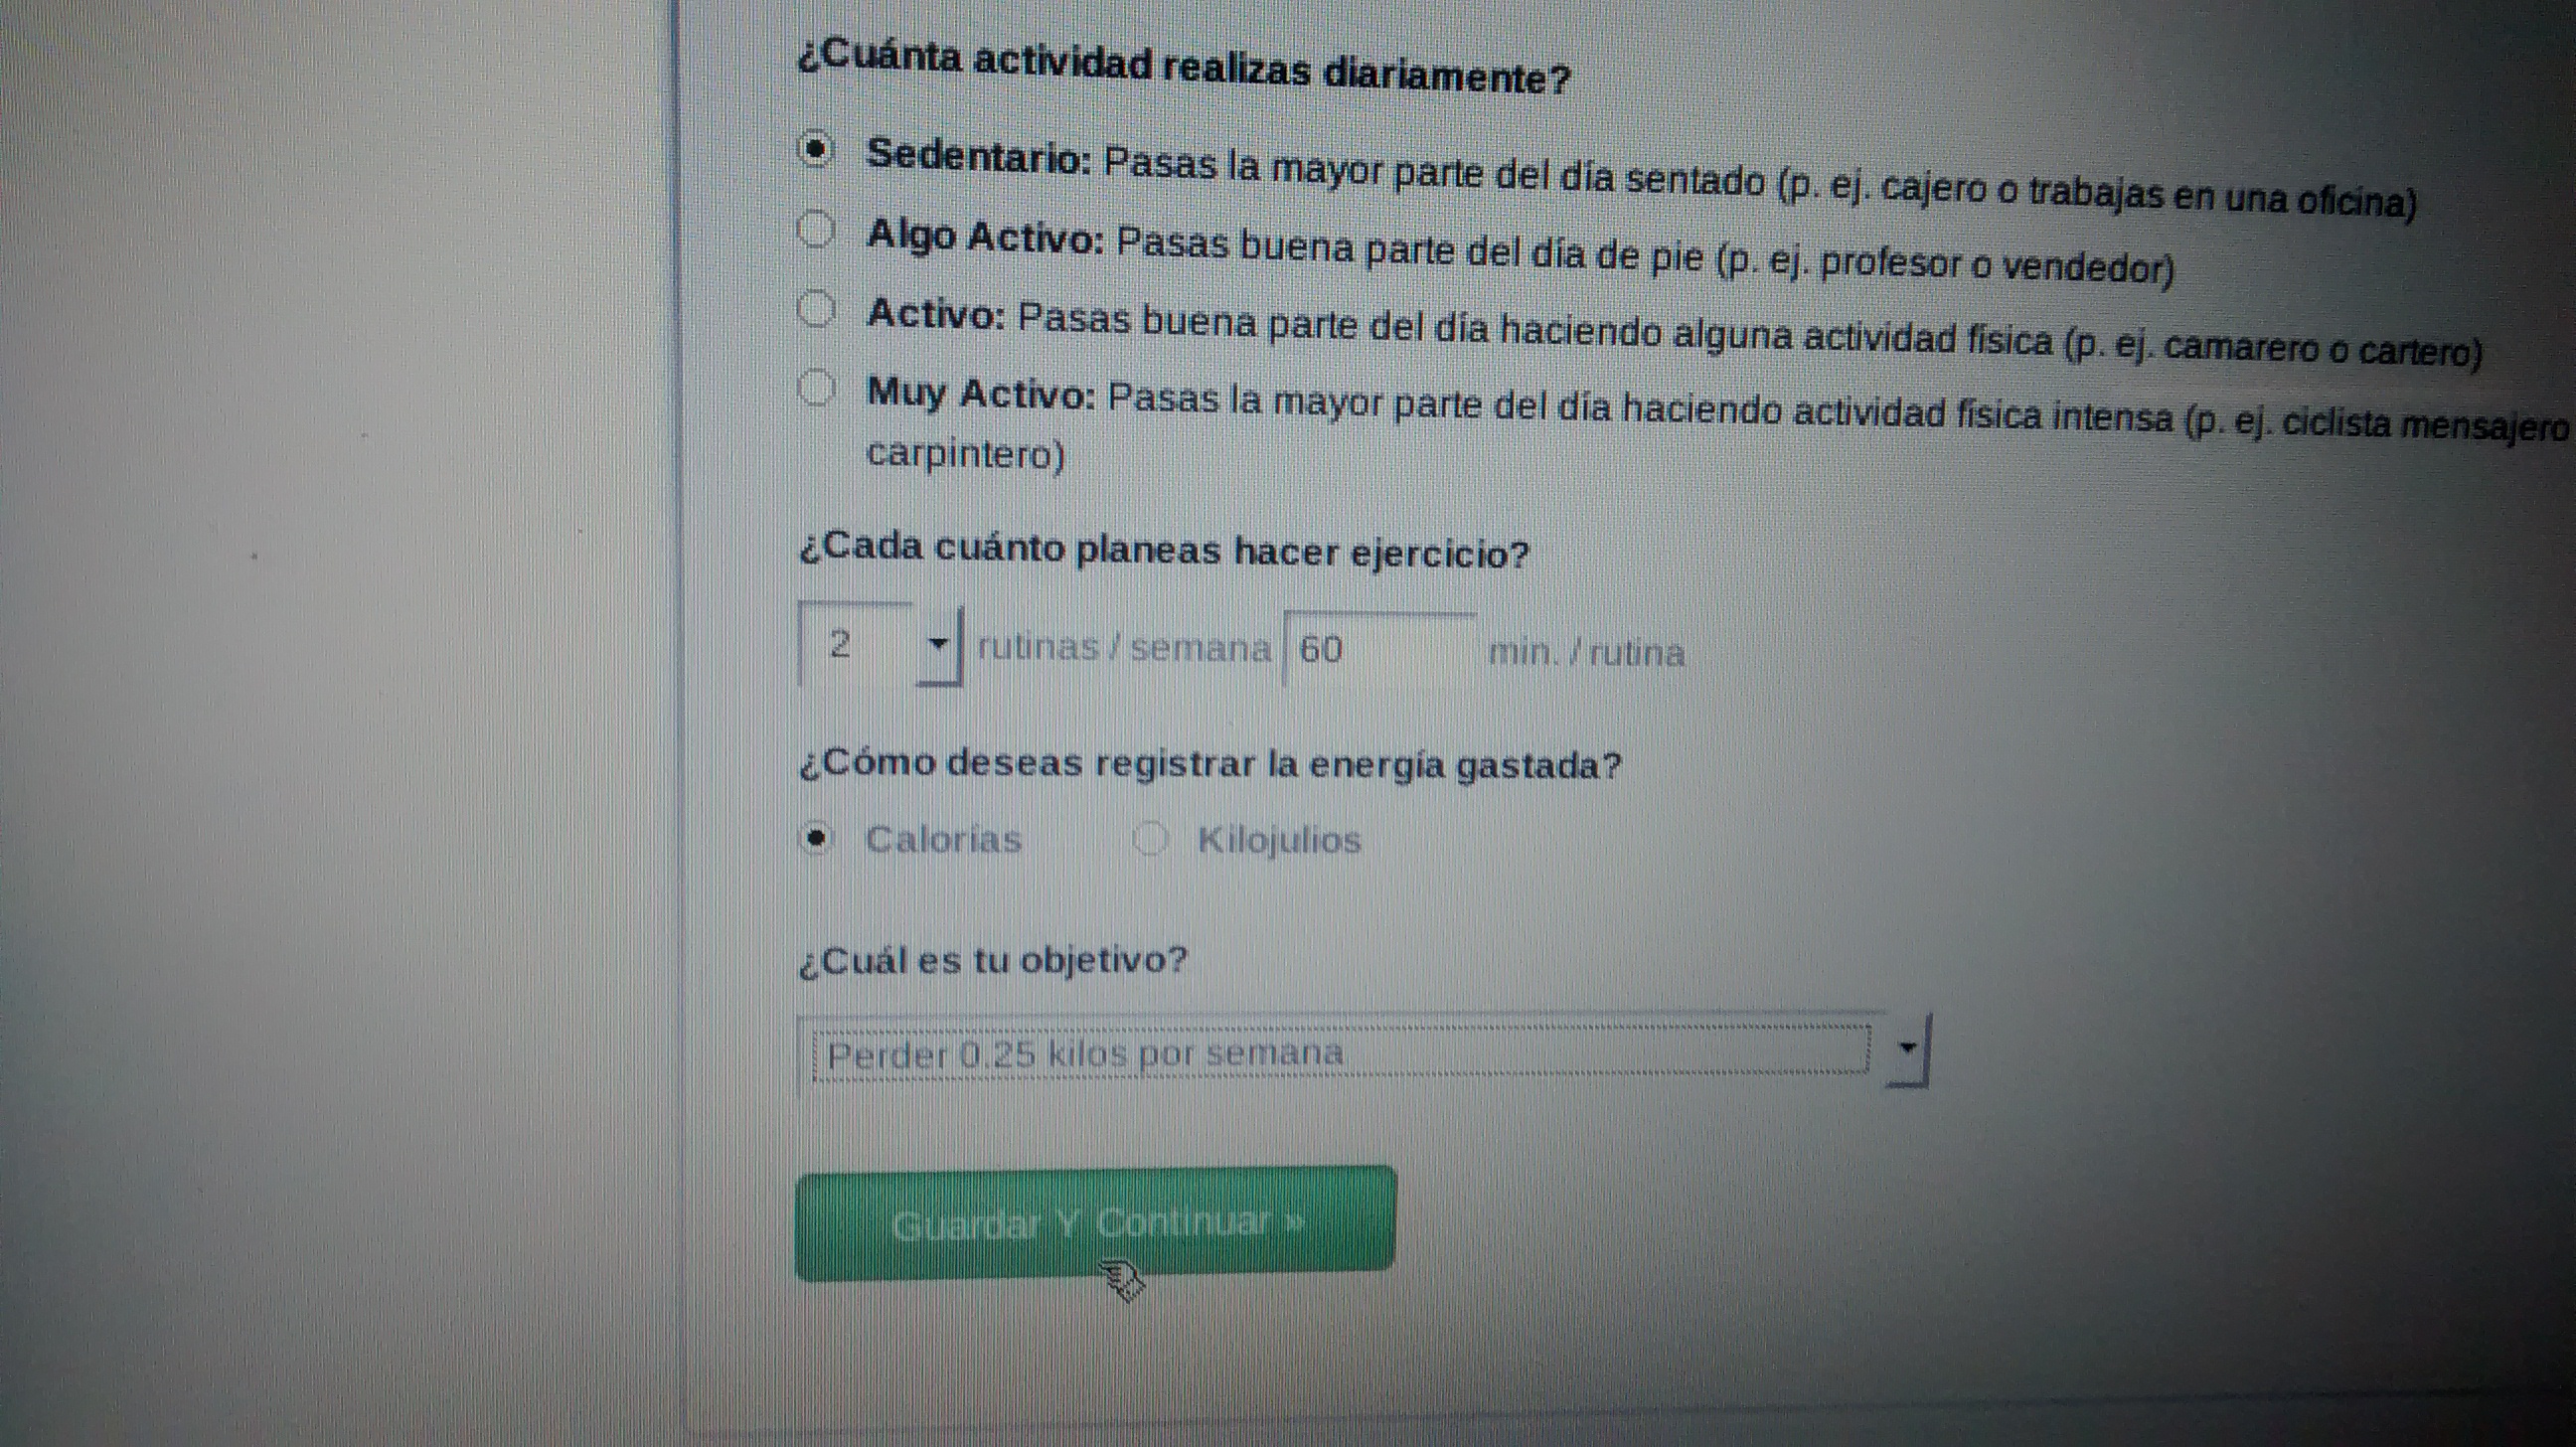 ¿Cuánta actividad realizas diariamente?
Sedentario: Pasas la mayor parte del día sentado (p. ej. cajero o trabajas en una oficina)
Algo Activo: Pasas buena parte del día de pie (p. ej. profesor o vendedor)
Activo: Pasas buena parte del día haciendo alguna actividad física (p. ej. camarero o cartero)
Muy Activo: Pasas la mayor parte del día haciendo actividad física intensa (p. ej. ciclista mensajero
carpintero)
¿Cada cuánto planeas hacer ejercicio?
2 rutinas / semana 60 min. / rutina
¿Cómo deseas registrar la energía gastada?
Calorías Kilojulios
¿Cuál es tu objetivo?
Perder 0.25 kilos por semana
Guardar Y Continuar »